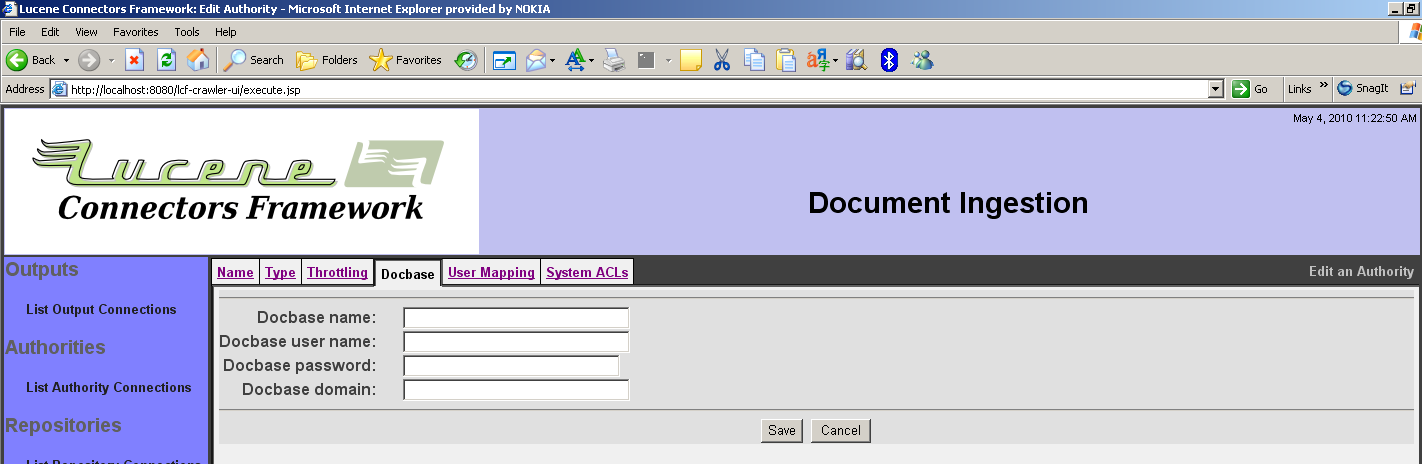 Lucene Connectors Framework: Edit Authority - Microsoft Internet Explorer provided by NOKIA
File Edit View Favorites Tools Help
Back Search Folders Favorites
Address http://localhost:8080/lcf-crawler-ui/execute.jsp Go Links » SnagIt
May 4, 2010 11:22:50 AM
Lucene
Connectors Framework
Document Ingestion
Outputs
List Output Connections
Authorities
List Authority Connections
Repositories
List Repository Connections
Name Type Throttling Docbase User Mapping System ACLs Edit an Authority
Docbase name:
Docbase user name:
Docbase password:
Docbase domain:
Save Cancel